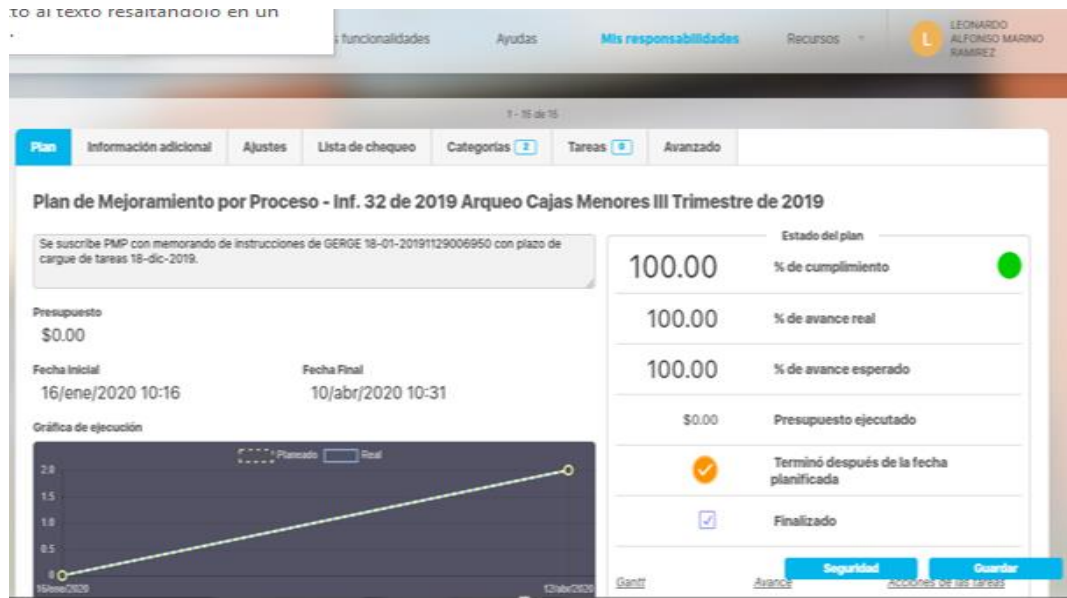 to al texto resaltándolo en un
funcionalidades
Ayudas
Mis responsabilidades
Recursos
L
LEONARDO
ALFONSO MARINO
RAMIREZ
1 - 15 de 15
Plan
Información adicional
Ajustes
Lista de chequeo
Categorías 2
Tareas 0
Avanzado
Plan de Mejoramiento por Proceso - Inf. 32 de 2019 Arqueo Cajas Menores III Trimestre de 2019
Se suscribe PMP con memorando de instrucciones de GERGE 18-01-20191129006950 con plazo de
cargue de tareas 18-dic-2019.
Presupuesto
$0.00
Fecha Inicial
Fecha Final
16/ene/2020 10:16
10/abr/2020 10:31
Gráfica de ejecución
Planeado
Real
2.0
1.5
1.0
0.5
0
16/ene/2020
12/abr/2020
Estado del plan
100.00
% de cumplimiento
100.00
% de avance real
100.00
% de avance esperado
$0.00
Presupuesto ejecutado
Terminó después de la fecha
planificada
Finalizado
Seguridad
Guardar
Gantt
Avance
Acciones de las tareas